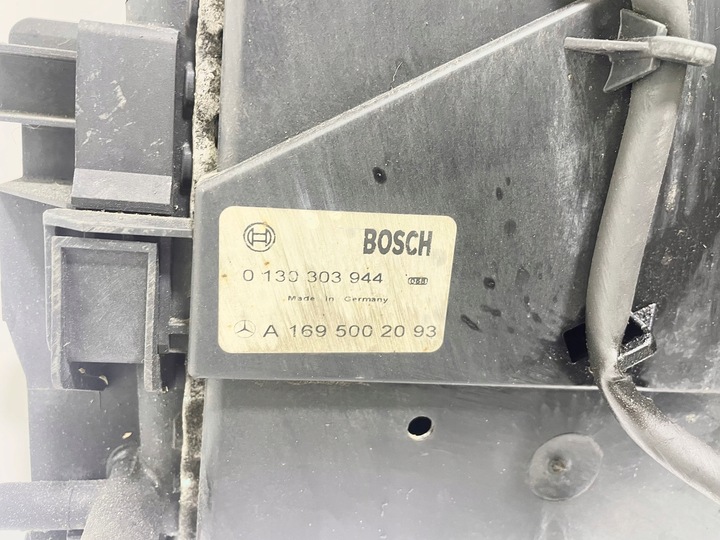 BOSCH
0 130 303 944
Made in Germany
A 169 500 20 93